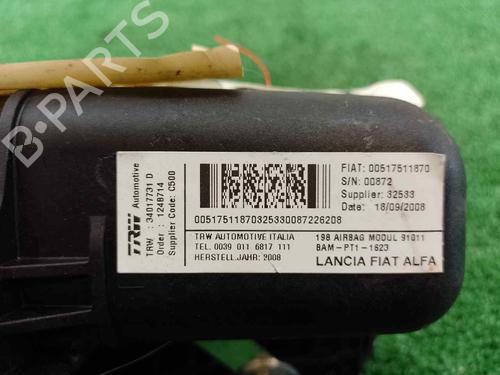 TRW Automotive
TRW : 34017731 D
Order : 124B714
Supplier Code: C500
00517511870325330087226208
TRW AUTOMOTIVE ITALIA
TEL. 0039 011 6817 111
HERSTELL.JAHR: 2008
FIAT: 00517511870
S/N: 00872
Supplier: 32533
Date: 18/09/2008
198 AIRBAG MODUL 91011
BAM-PT1-1623
LANCIA FIAT ALFA
B-PARTS